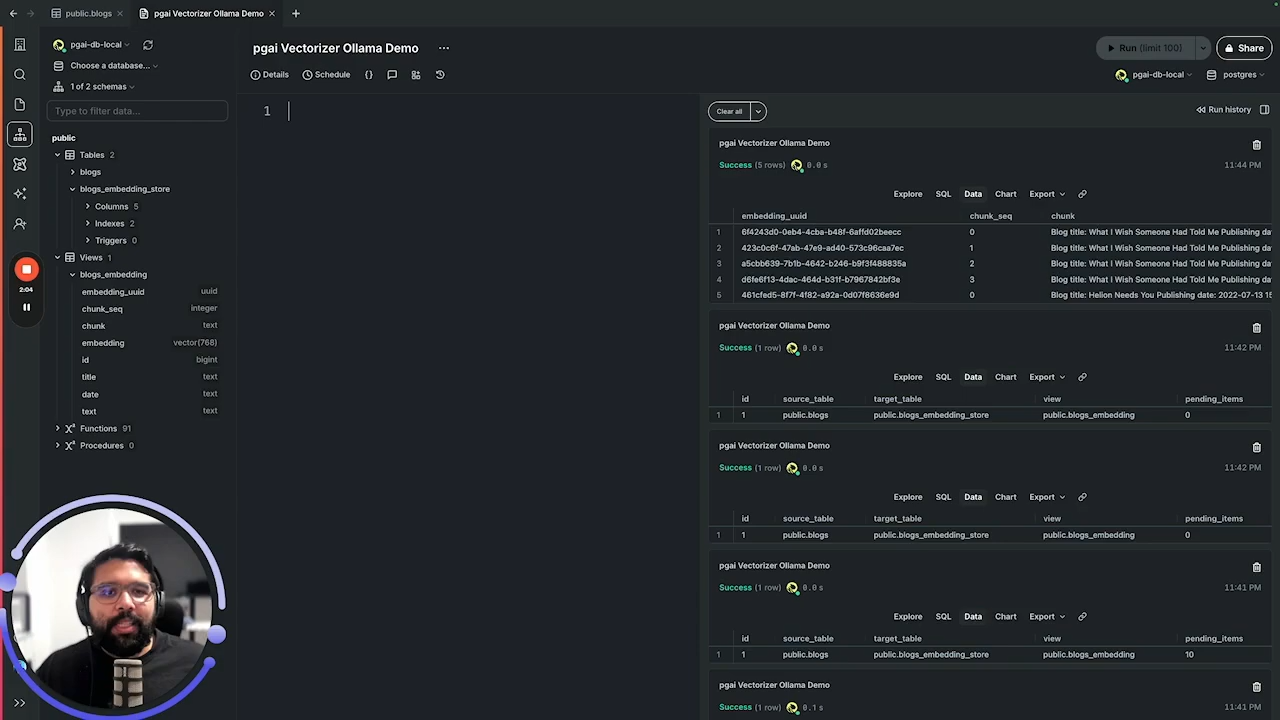 public.blogs
pgai Vectorizer Ollama Demo
pgai-db-local
Choose a database...
1 of 2 schemas
Type to filter data...
public
Tables 2
blogs
blogs_embedding_store
Columns 5
Indexes 2
Triggers 0
Views 1
blogs_embedding
embedding_uuid uuid
chunk_seq integer
chunk text
embedding vector(768)
id bigint
title text
date text
text text
Functions 91
Procedures 0
2:04
pgai Vectorizer Ollama Demo
Run (limit 100)
Share
Details Schedule {}
pgai-db-local postgres
1
Clear all
Run history
pgai Vectorizer Ollama Demo
Success (5 rows) 0.0 s 11:44 PM
Explore SQL Data Chart Export
embedding_uuid chunk_seq chunk
1 6f4243d0-0eb4-4cba-b48f-6affd02beecc 0 Blog title: What I Wish Someone Had Told Me Publishing da
2 423c0c6f-47ab-47e9-ad40-573c96caa7ec 1 Blog title: What I Wish Someone Had Told Me Publishing da
3 a5cbb639-7b1b-4642-b246-b9f3f488835a 2 Blog title: What I Wish Someone Had Told Me Publishing da
4 d6fe6f13-4dac-464d-b31f-b7967842bf3e 3 Blog title: What I Wish Someone Had Told Me Publishing da
5 461cfed5-8f7f-4f82-a92a-0d07f8636e9d 0 Blog title: Helion Needs You Publishing date: 2022-07-13 15
pgai Vectorizer Ollama Demo
Success (1 row) 0.0 s 11:42 PM
Explore SQL Data Chart Export
id source_table target_table view pending_items
1 1 public.blogs public.blogs_embedding_store public.blogs_embedding 0
pgai Vectorizer Ollama Demo
Success (1 row) 0.0 s 11:42 PM
Explore SQL Data Chart Export
id source_table target_table view pending_items
1 1 public.blogs public.blogs_embedding_store public.blogs_embedding 0
pgai Vectorizer Ollama Demo
Success (1 row) 0.0 s 11:41 PM
Explore SQL Data Chart Export
id source_table target_table view pending_items
1 1 public.blogs public.blogs_embedding_store public.blogs_embedding 10
pgai Vectorizer Ollama Demo
Success (1 row) 0.1 s 11:41 PM